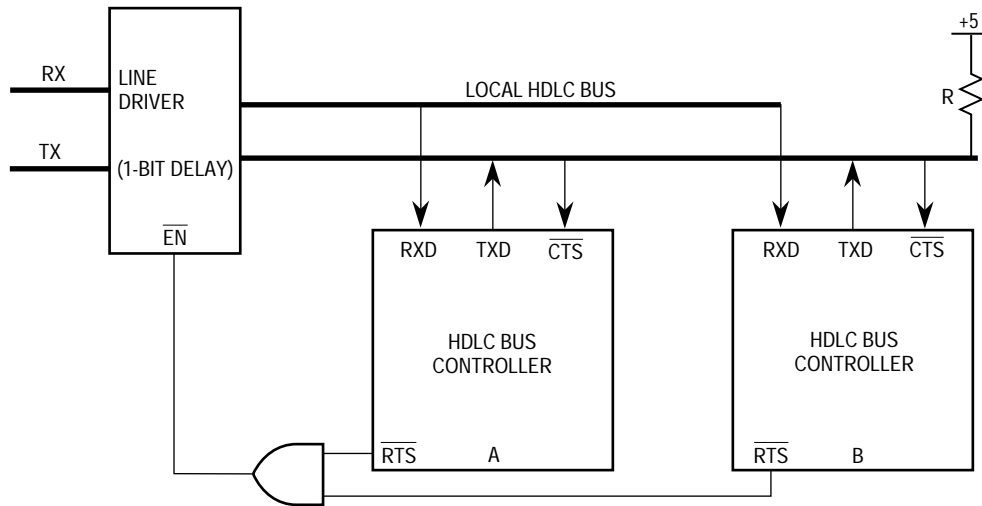 +5
R
RX
LINE
DRIVER
LOCAL HDLC BUS
TX
(1-BIT DELAY)
EN
RXD TXD CTS
RXD TXD CTS
HDLC BUS
CONTROLLER
HDLC BUS
CONTROLLER
RTS A
RTS B